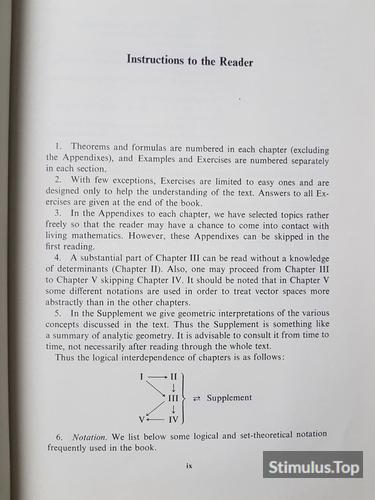 Instructions to the Reader
1. Theorems and formulas are numbered in each chapter (excluding
the Appendixes), and Examples and Exercises are numbered separately
in each section.
2. With few exceptions, Exercises are limited to easy ones and are
designed only to help the understanding of the text. Answers to all Ex-
ercises are given at the end of the book.
3. In the Appendixes to each chapter, we have selected topics rather
freely so that the reader may have a chance to come into contact with
living mathematics. However, these Appendixes can be skipped in the
first reading.
4. A substantial part of Chapter III can be read without a knowledge
of determinants (Chapter II). Also, one may proceed from Chapter III
to Chapter V skipping Chapter IV. It should be noted that in Chapter V
some different notations are used in order to treat vector spaces more
abstractly than in the other chapters.
5. In the Supplement we give geometric interpretations of the various
concepts discussed in the text. Thus the Supplement is something like
a summary of analytic geometry. It is advisable to consult it from time to
time, not necessarily after reading through the whole text.
Thus the logical interdependence of chapters is as follows:
I → II
↓
III ⇄ Supplement
↓
V ← IV
6. Notation. We list below some logical and set-theoretical notation
frequently used in the book.
ix
Stimulus.Top